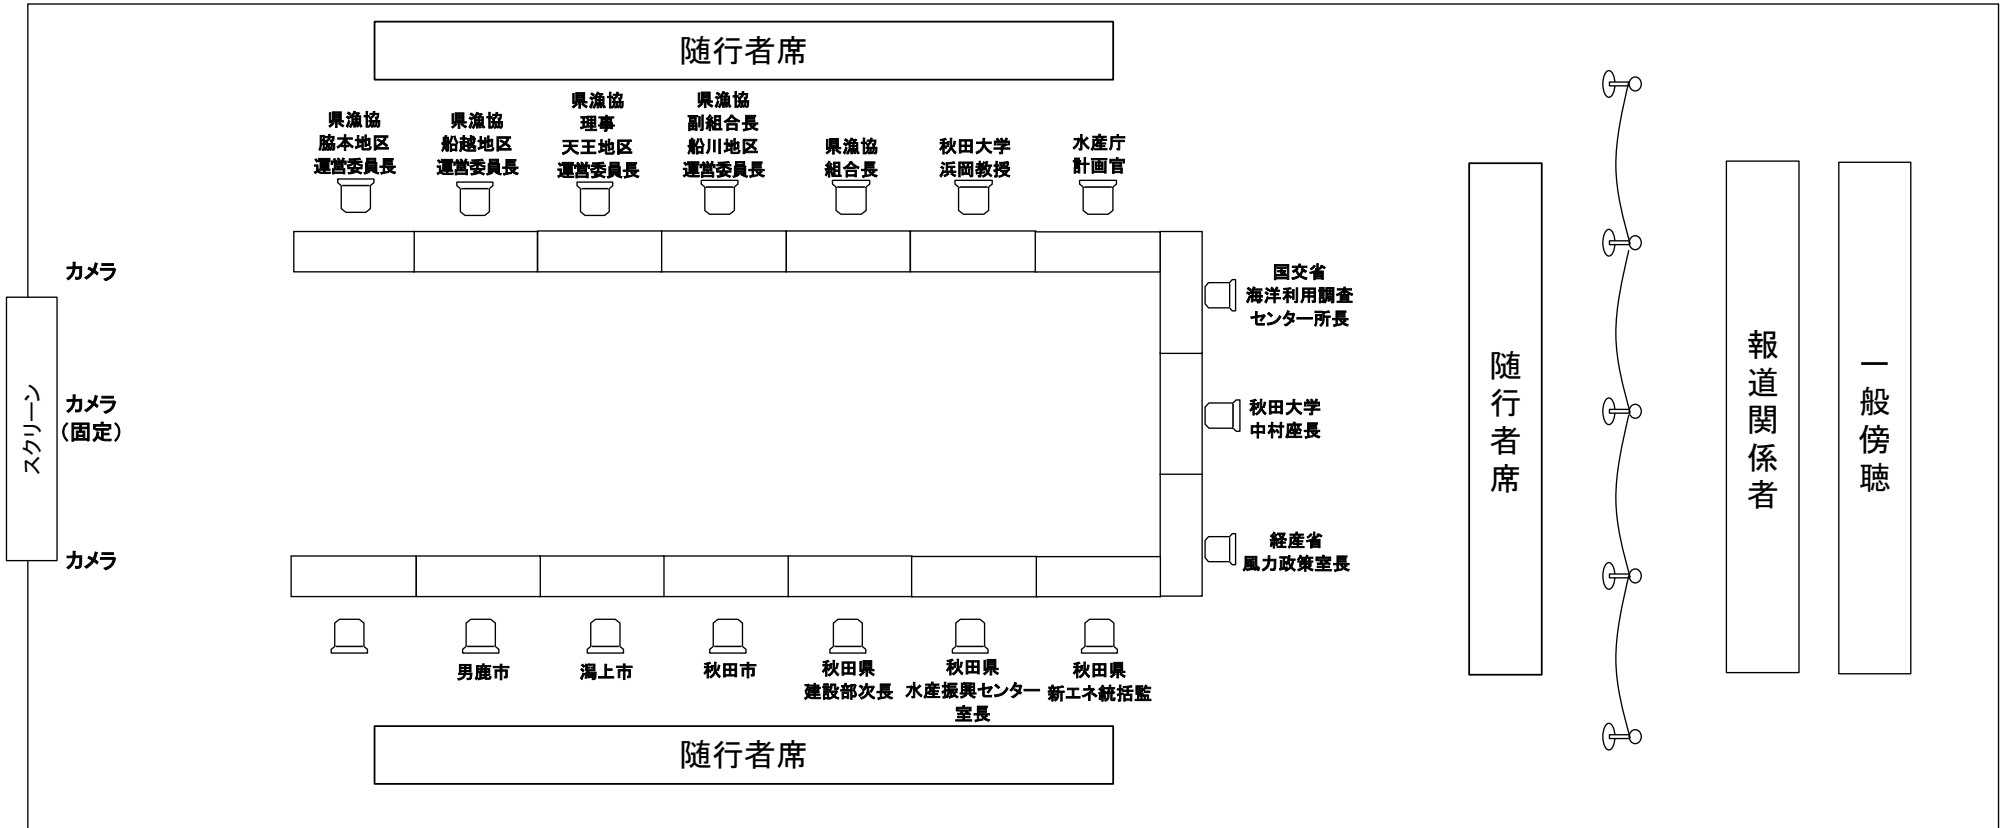 随行者席
県漁協
脇本地区
運営委員長
県漁協
船越地区
運営委員長
県漁協
理事
天王地区
運営委員長
県漁協
副組合長
船川地区
運営委員長
県漁協
組合長
秋田大学
浜岡教授
水産庁
計画官
カメラ
カメラ
(固定)
カメラ
スクリーン
国交省
海洋利用調査
センター所長
秋田大学
中村座長
経産省
風力政策室長
男鹿市
潟上市
秋田市
秋田県
建設部次長
秋田県
水産振興センター
室長
秋田県
新エネ統括監
随行者席
随行者席
報道関係者
一般傍聴